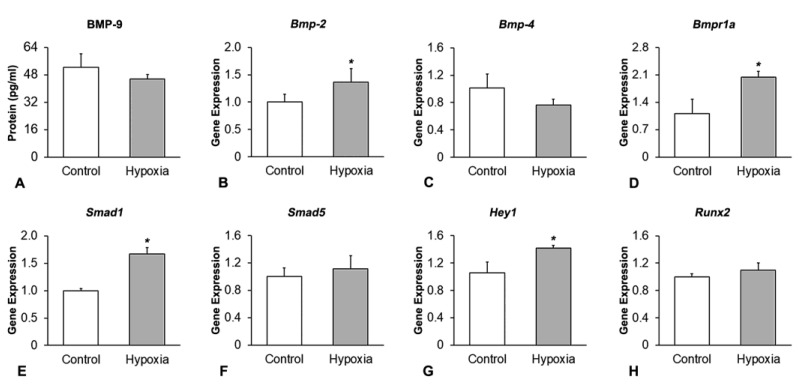 BMP-9
Protein (pg/ml)
64
48
32
16
0
Control Hypoxia
A
Bmp-2
Gene Expression
2.0
1.5
1.0
0.5
0
*
Control Hypoxia
B
Bmp-4
Gene Expression
1.6
1.2
0.8
0.4
0
Control Hypoxia
C
Bmpr1a
Gene Expression
2.8
2.1
1.4
0.7
0
*
Control Hypoxia
D
Smad1
Gene Expression
2.0
1.5
1.0
0.5
0
*
Control Hypoxia
E
Smad5
Gene Expression
1.6
1.2
0.8
0.4
0
Control Hypoxia
F
Hey1
Gene Expression
1.6
1.2
0.8
0.4
0
*
Control Hypoxia
G
Runx2
Gene Expression
1.6
1.2
0.8
0.4
0
Control Hypoxia
H